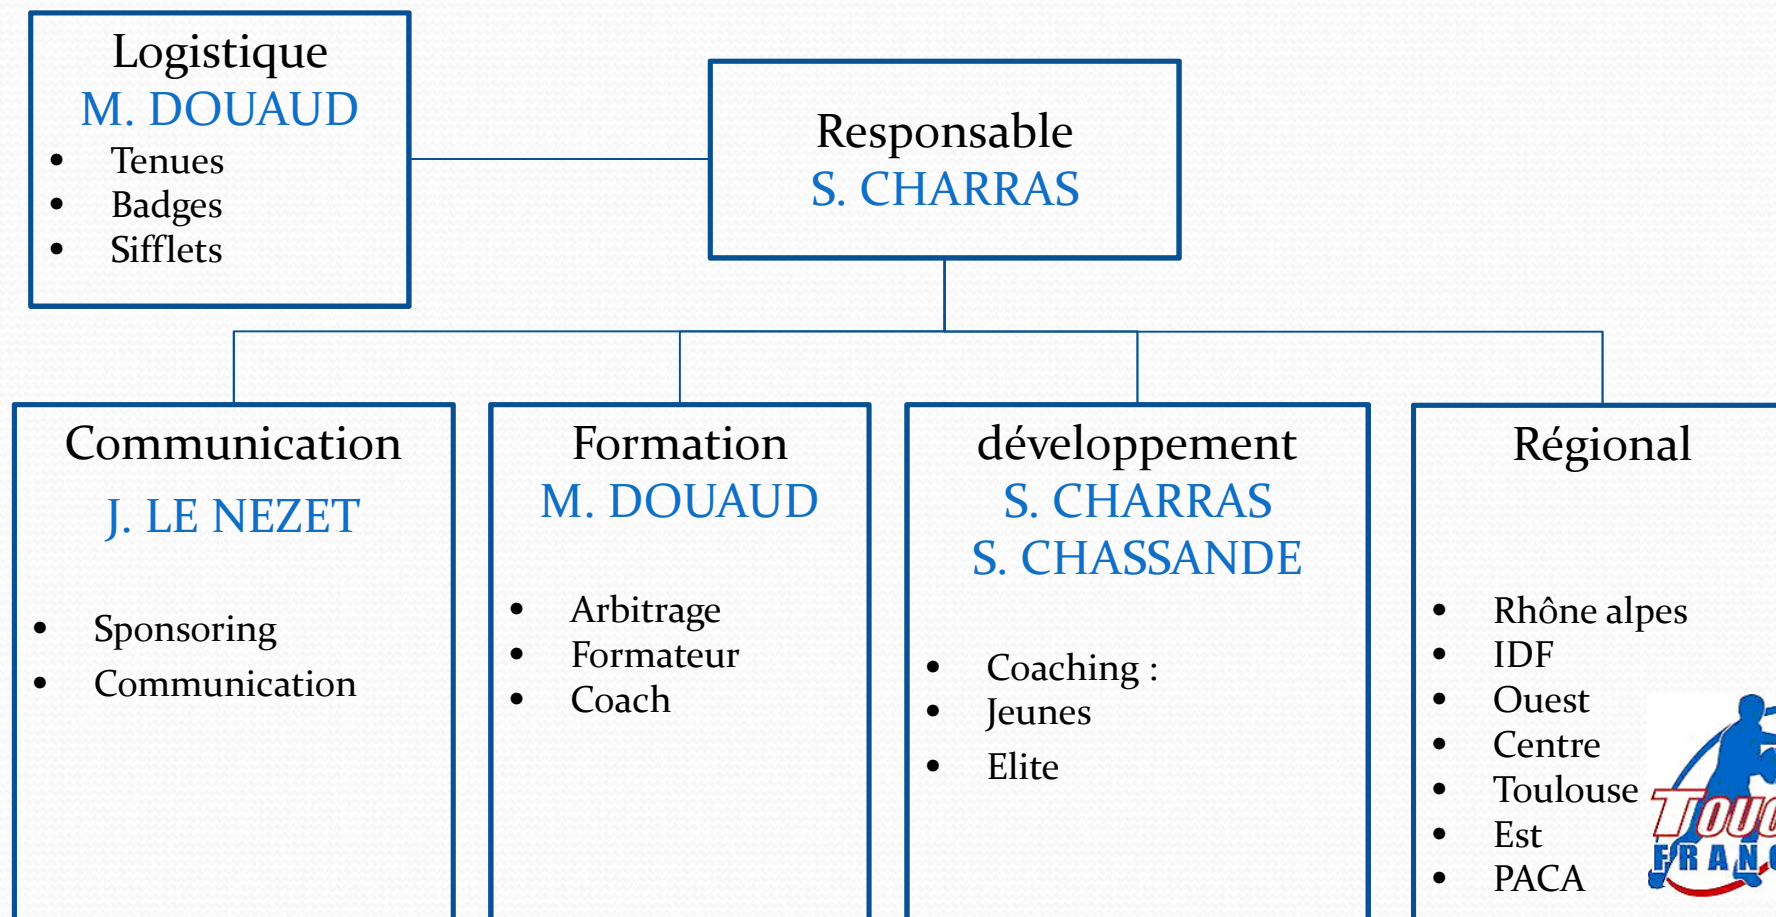 Logistique
M. DOUAUD
• Tenues
• Badges
• Sifflets
Responsable
S. CHARRAS
Communication
J. LE NEZET
• Sponsoring
• Communication
Formation
M. DOUAUD
• Arbitrage
• Formateur
• Coach
développement
S. CHARRAS
S. CHASSANDE
• Coaching :
• Jeunes
• Elite
Régional
• Rhône alpes
• IDF
• Ouest
• Centre
• Toulouse
• Est
• PACA